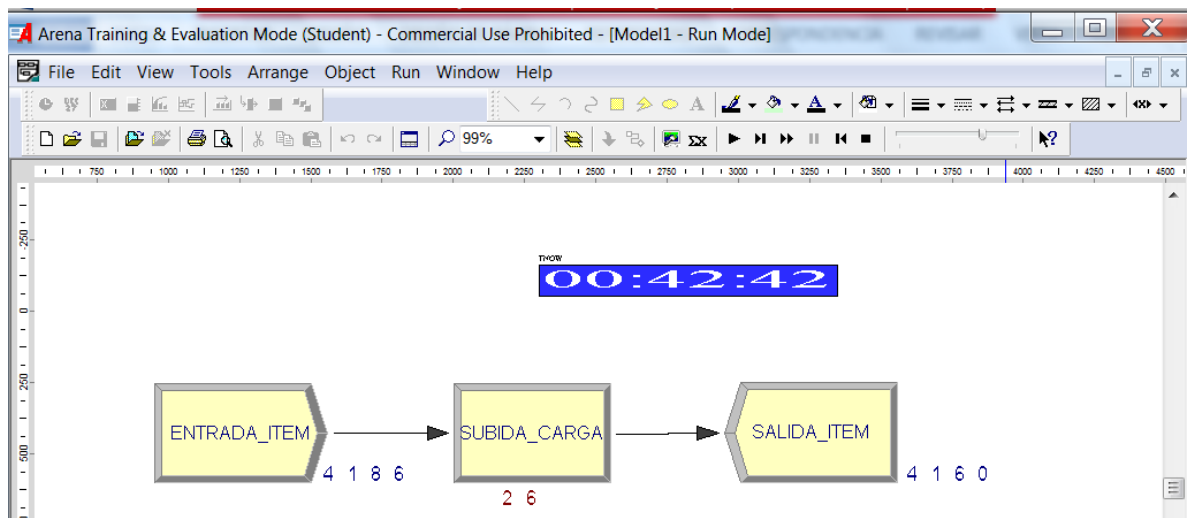 Arena Training & Evaluation Mode (Student) - Commercial Use Prohibited - [Model1 - Run Mode]
File Edit View Tools Arrange Object Run Window Help
99%
750 1000 1250 1500 1750 2000 2250 2500 2750 3000 3250 3500 3750 4000 4250 4500
-250
0
250
500
TNOW
00:42:42
ENTRADA_ITEM
SUBIDA_CARGA
SALIDA_ITEM
4 1 8 6
2 6
4 1 6 0